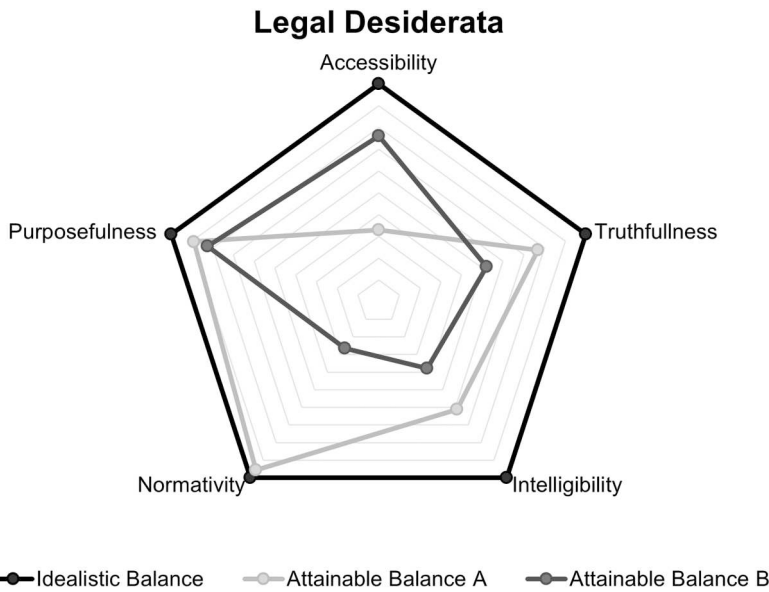 Legal Desiderata
Accessibility
Purposefulness
Truthfullness
Normativity
Intelligibility
Idealistic Balance
Attainable Balance A
Attainable Balance B